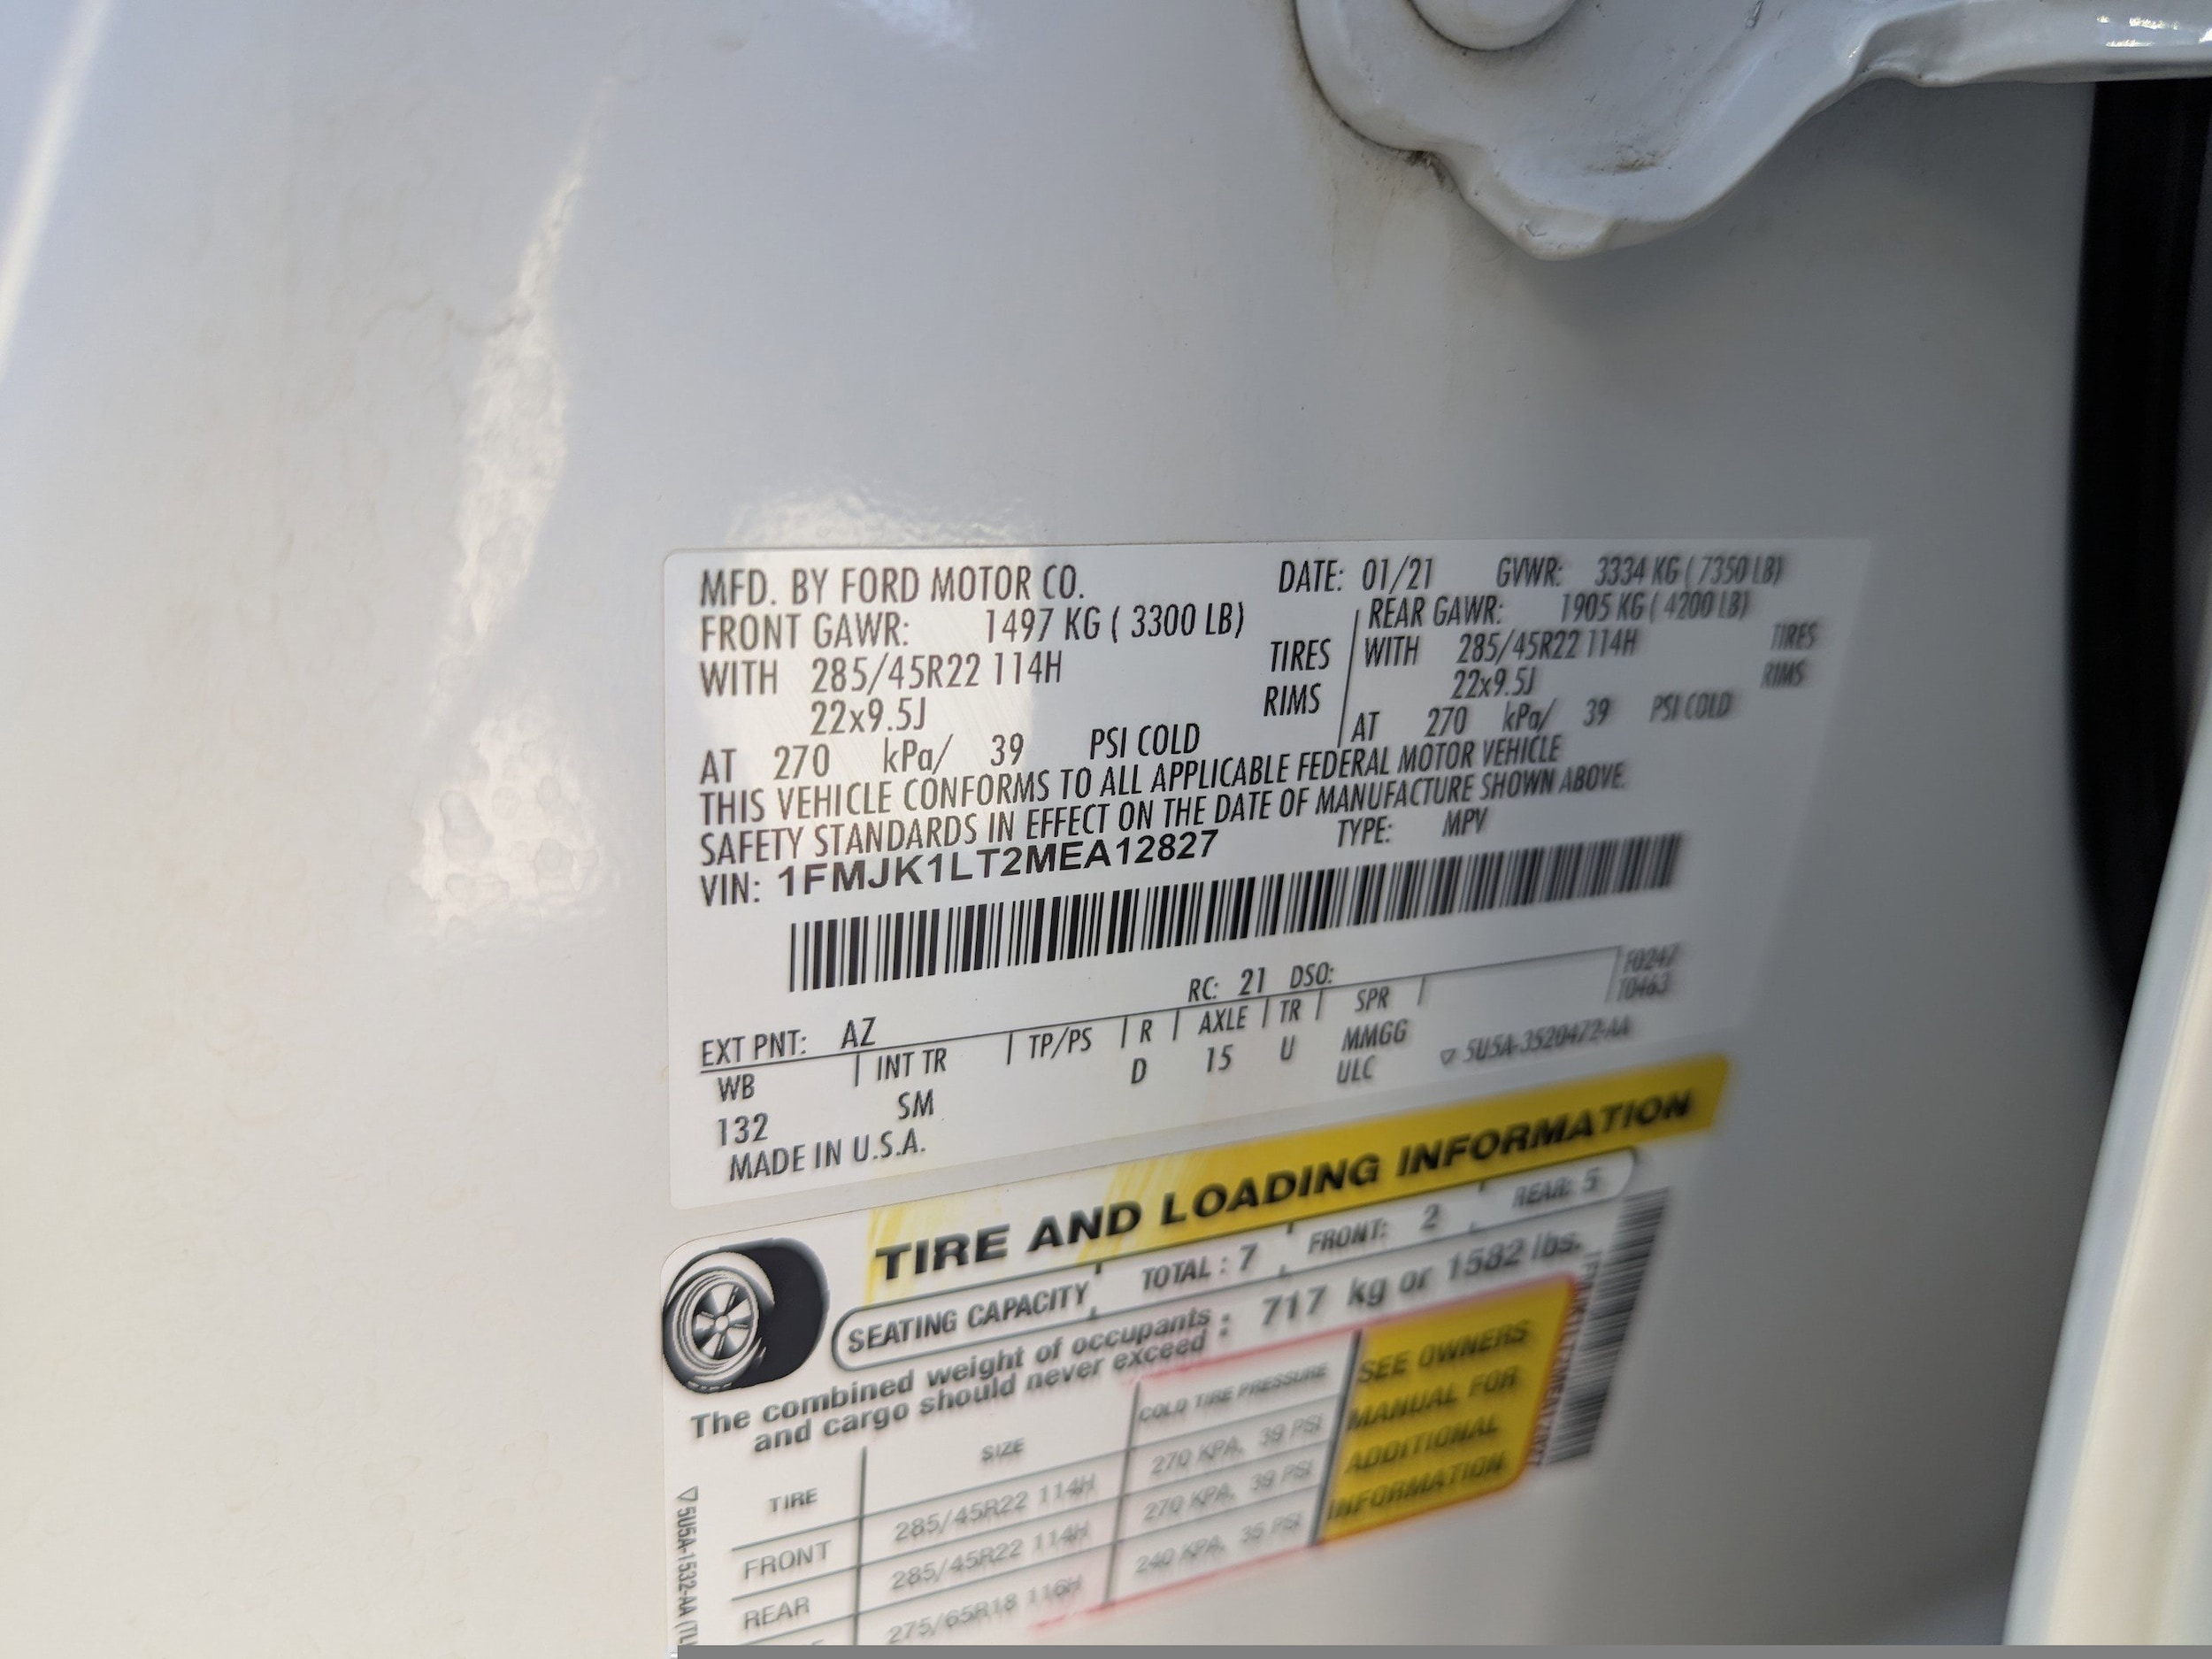 MFD. BY FORD MOTOR CO. DATE: 01/21 GVWR: 3334 KG ( 7350 LB)
FRONT GAWR: 1497 KG ( 3300 LB) REAR GAWR: 1905 KG ( 4200 LB)
WITH 285/45R22 114H TIRES WITH 285/45R22 114H TIRES
22x9.5J RIMS 22x9.5J RIMS
AT 270 kPa/ 39 PSI COLD AT 270 kPa/ 39 PSI COLD
THIS VEHICLE CONFORMS TO ALL APPLICABLE FEDERAL MOTOR VEHICLE
SAFETY STANDARDS IN EFFECT ON THE DATE OF MANUFACTURE SHOWN ABOVE.
VIN: 1FMJK1LT2MEA12827 TYPE: MPV
RC: 21 DSO: F0247
EXT PNT: AZ T0463
WB INT TR TP/PS R AXLE TR SPR
132 SM D 15 U MMGG
ULC ▽ 5U5A-3520472-AA
MADE IN U.S.A.
TIRE AND LOADING INFORMATION
SEATING CAPACITY TOTAL : 7 FRONT: 2 REAR: 5
The combined weight of occupants
and cargo should never exceed : 717 kg or 1582 lbs.
TIRE SIZE COLD TIRE PRESSURE
FRONT 285/45R22 114H 270 KPA, 39 PSI
REAR 285/45R22 114H 270 KPA, 39 PSI
275/65R18 116H 240 KPA, 35 PSI
SEE OWNERS
MANUAL FOR
ADDITIONAL
INFORMATION
▽ 5U5A-1532-AA